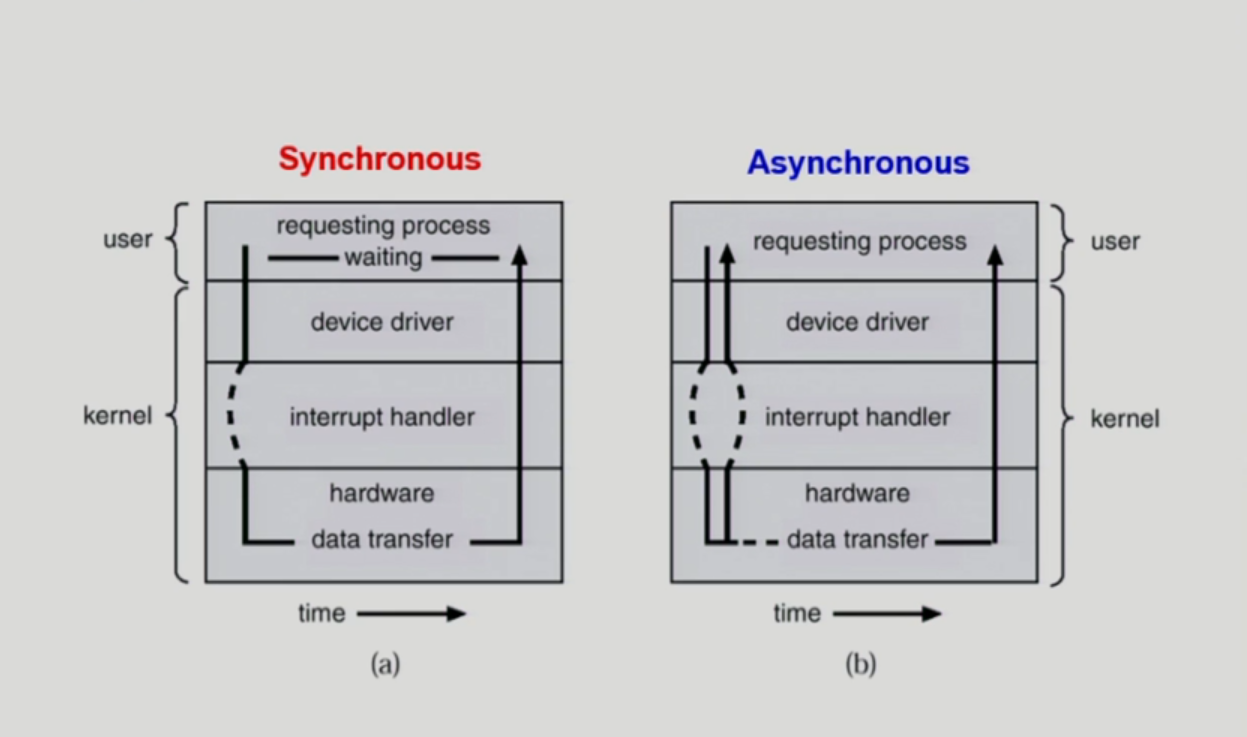 Synchronous
user
requesting process
waiting
device driver
kernel
interrupt handler
hardware
data transfer
time
(a)
Asynchronous
requesting process
user
device driver
interrupt handler
kernel
hardware
data transfer
time
(b)